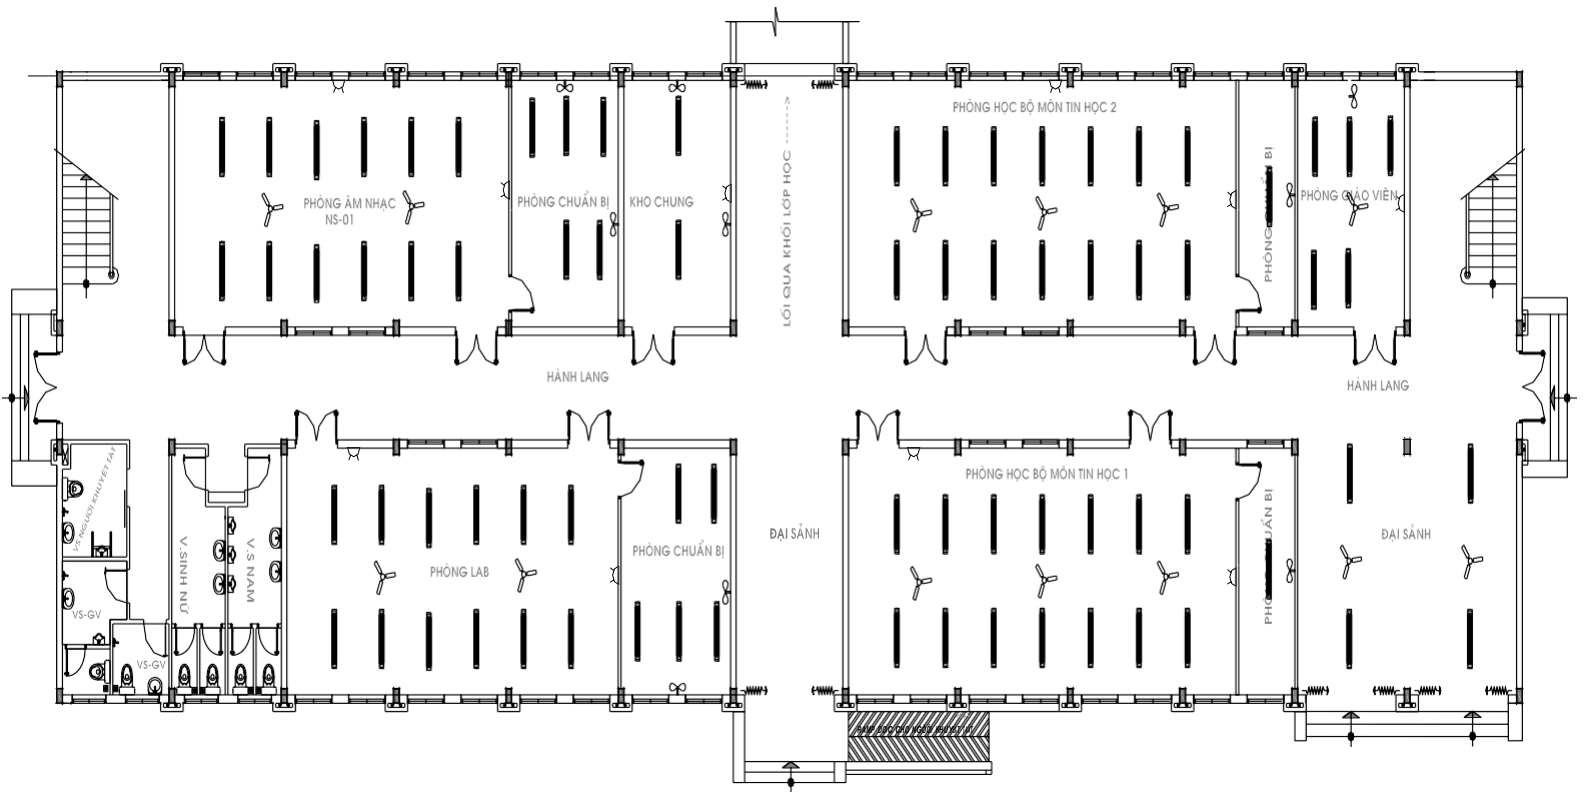 PHÒNG HỌC BỘ MÔN TIN HỌC 2
LỐI QUA KHỐI LỚP HỌC ------>
PHÒNG ÂM NHẠC
NS-01
PHÒNG CHUẨN BỊ
KHO CHUNG
PHÒNG GIÁO VIÊN
HÀNH LANG
HÀNH LANG
VS NGƯỜI KHUYẾT TẬT
V.SINH NỮ
V.S NAM
PHÒNG LAB
PHÒNG CHUẨN BỊ
ĐẠI SẢNH
PHÒNG HỌC BỘ MÔN TIN HỌC 1
ĐẠI SẢNH
VS-GV
VS-GV